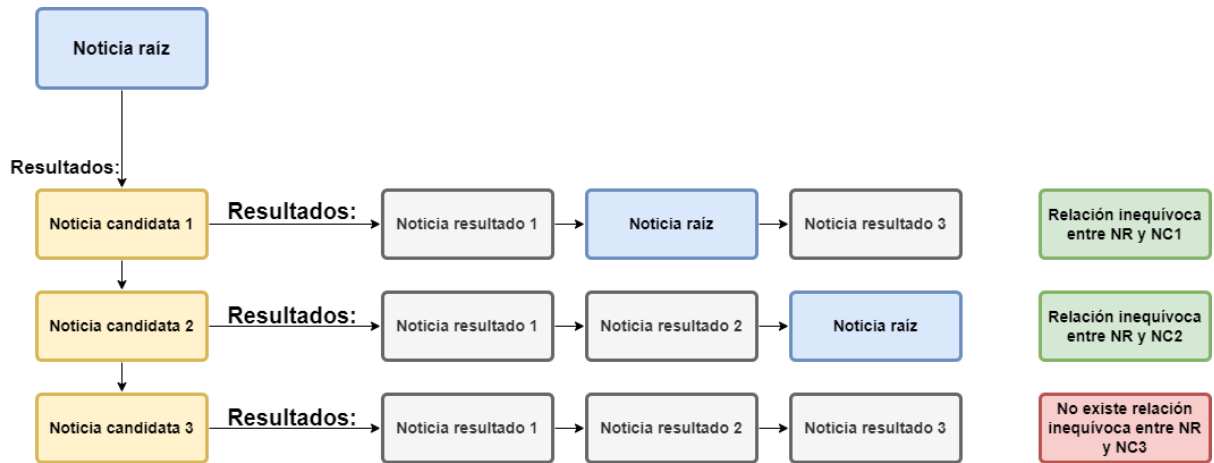 Noticia raíz
Resultados:
Noticia candidata 1
Resultados:
Noticia resultado 1
Noticia raíz
Noticia resultado 3
Relación inequívoca
entre NR y NC1
Noticia candidata 2
Resultados:
Noticia resultado 1
Noticia resultado 2
Noticia raíz
Relación inequívoca
entre NR y NC2
Noticia candidata 3
Resultados:
Noticia resultado 1
Noticia resultado 2
Noticia resultado 3
No existe relación
inequívoca entre NR
y NC3